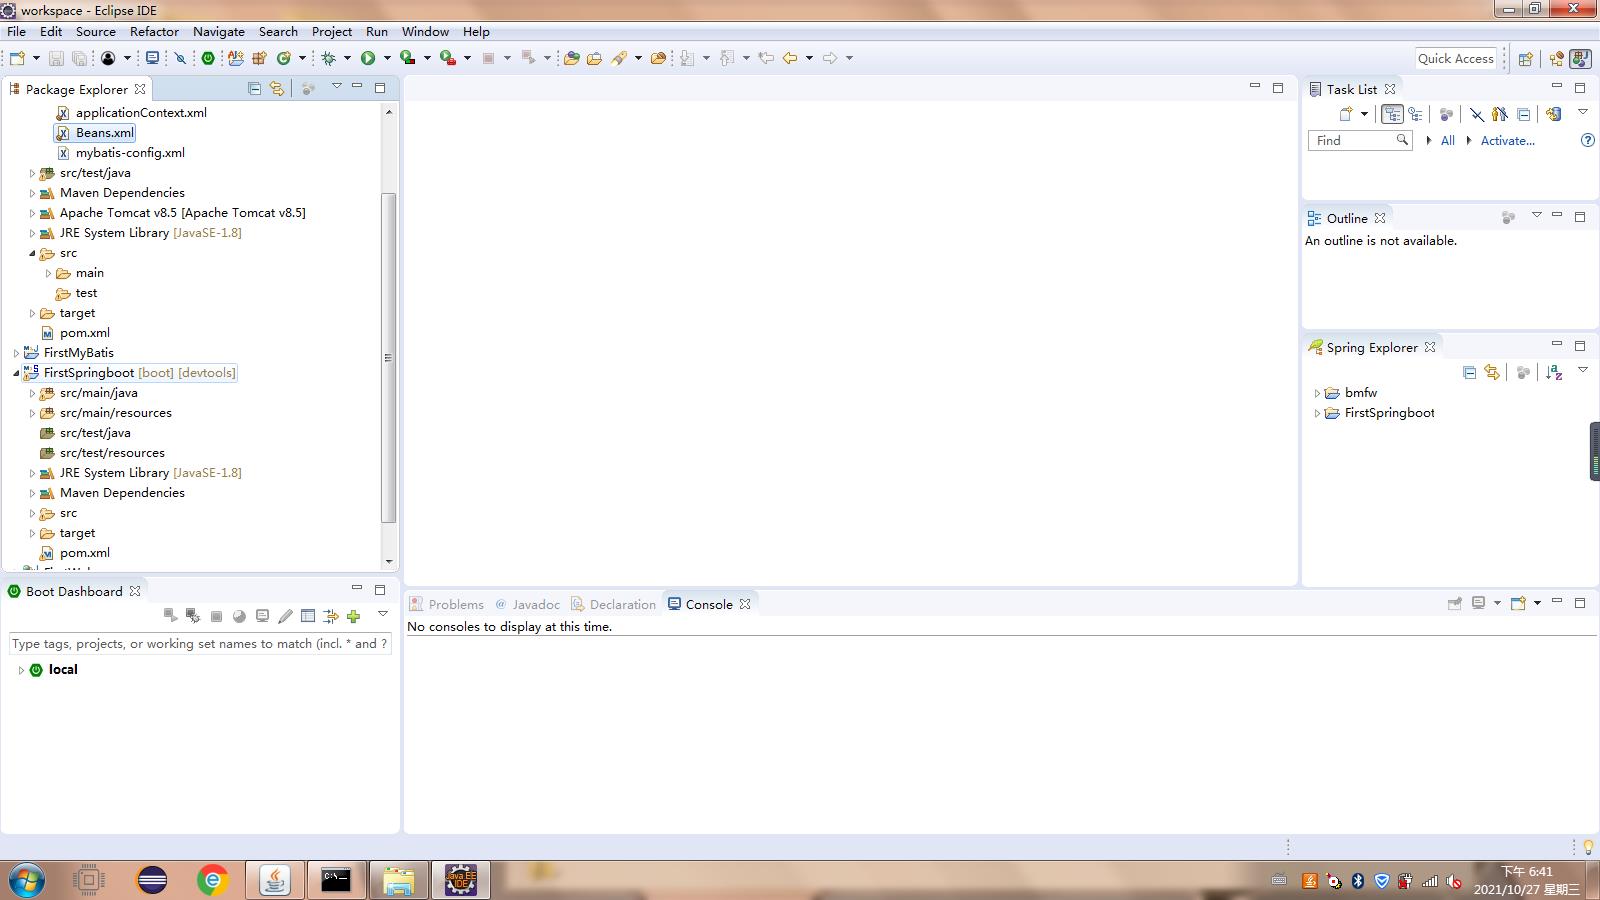 workspace - Eclipse IDE
File Edit Source Refactor Navigate Search Project Run Window Help
Quick Access
Package Explorer
applicationContext.xml
Beans.xml
mybatis-config.xml
src/test/java
Maven Dependencies
Apache Tomcat v8.5 [Apache Tomcat v8.5]
JRE System Library [JavaSE-1.8]
src
main
test
target
pom.xml
FirstMyBatis
FirstSpringboot [boot] [devtools]
src/main/java
src/main/resources
src/test/java
src/test/resources
JRE System Library [JavaSE-1.8]
Maven Dependencies
src
target
pom.xml
Boot Dashboard
Type tags, projects, or working set names to match (incl. * and ?
local
Problems @ Javadoc Declaration Console
No consoles to display at this time.
Task List
Find All Activate...
Outline
An outline is not available.
Spring Explorer
bmfw
FirstSpringboot
Java EE
IDE
下午 6:41
2021/10/27 星期三